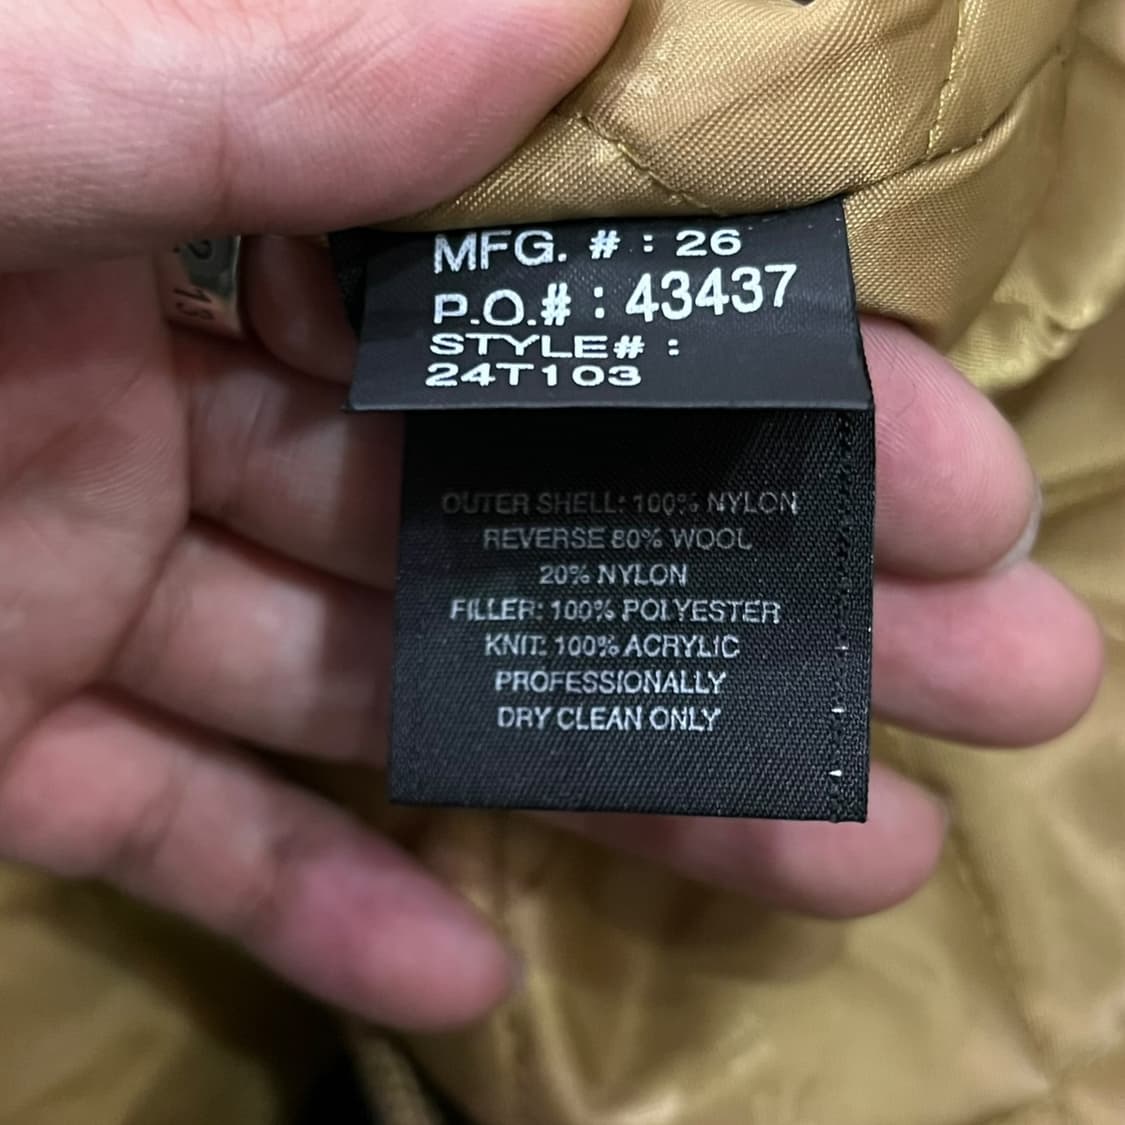 MFG. # : 26
P.O.# : 43437
STYLE# :
24T103
OUTER SHELL: 100% NYLON
REVERSE 80% WOOL
20% NYLON
FILLER: 100% POLYESTER
KNIT: 100% ACRYLIC
PROFESSIONALLY
DRY CLEAN ONLY